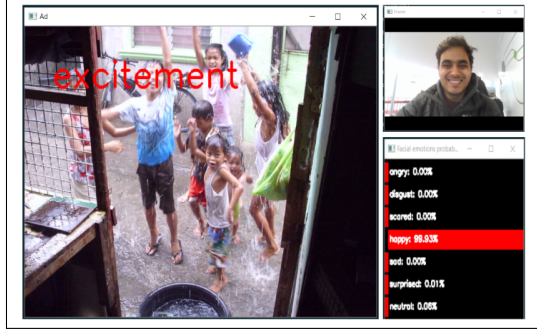 Ad
excitement
Frame
Facial emotions probab...
angry: 0.00%
disgust: 0.00%
scared: 0.00%
happy: 99.93%
sad: 0.00%
surprised: 0.01%
neutral: 0.06%